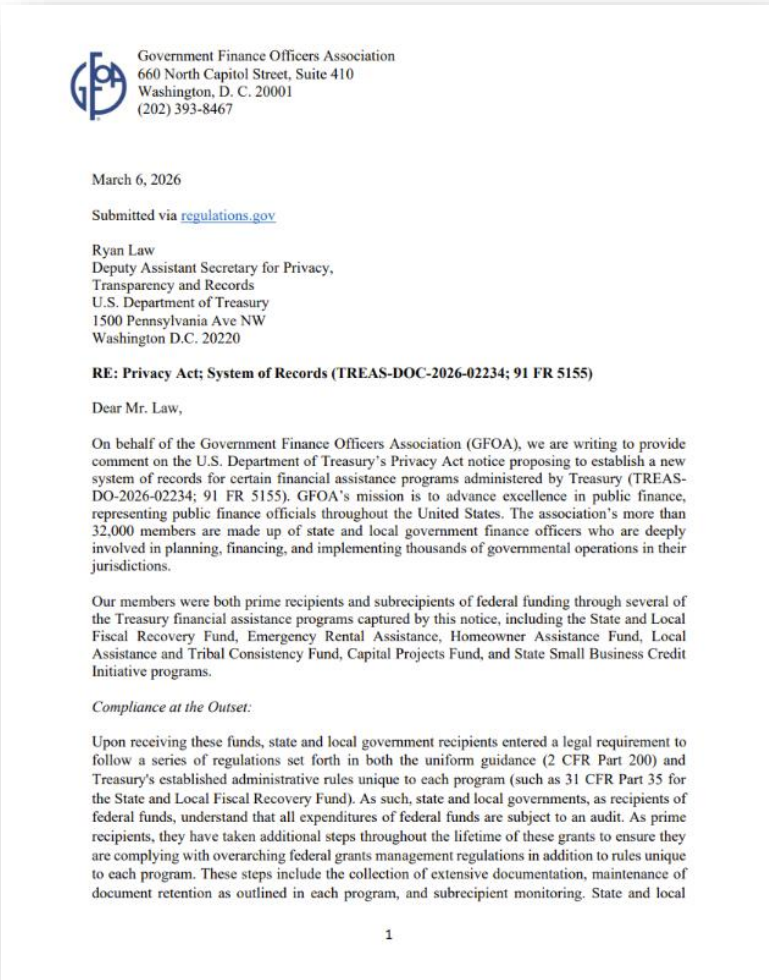 GFOA
Government Finance Officers Association
660 North Capitol Street, Suite 410
Washington, D. C. 20001
(202) 393-8467
March 6, 2026
Submitted via regulations.gov
Ryan Law
Deputy Assistant Secretary for Privacy,
Transparency and Records
U.S. Department of Treasury
1500 Pennsylvania Ave NW
Washington D.C. 20220
RE: Privacy Act; System of Records (TREAS-DOC-2026-02234; 91 FR 5155)
Dear Mr. Law,
On behalf of the Government Finance Officers Association (GFOA), we are writing to provide
comment on the U.S. Department of Treasury's Privacy Act notice proposing to establish a new
system of records for certain financial assistance programs administered by Treasury (TREAS-
DO-2026-02234; 91 FR 5155). GFOA's mission is to advance excellence in public finance,
representing public finance officials throughout the United States. The association's more than
32,000 members are made up of state and local government finance officers who are deeply
involved in planning, financing, and implementing thousands of governmental operations in their
jurisdictions.
Our members were both prime recipients and subrecipients of federal funding through several of
the Treasury financial assistance programs captured by this notice, including the State and Local
Fiscal Recovery Fund, Emergency Rental Assistance, Homeowner Assistance Fund, Local
Assistance and Tribal Consistency Fund, Capital Projects Fund, and State Small Business Credit
Initiative programs.
Compliance at the Outset:
Upon receiving these funds, state and local government recipients entered a legal requirement to
follow a series of regulations set forth in both the uniform guidance (2 CFR Part 200) and
Treasury's established administrative rules unique to each program (such as 31 CFR Part 35 for
the State and Local Fiscal Recovery Fund). As such, state and local governments, as recipients of
federal funds, understand that all expenditures of federal funds are subject to an audit. As prime
recipients, they have taken additional steps throughout the lifetime of these grants to ensure they
are complying with overarching federal grants management regulations in addition to rules unique
to each program. These steps include the collection of extensive documentation, maintenance of
document retention as outlined in each program, and subrecipient monitoring. State and local
1